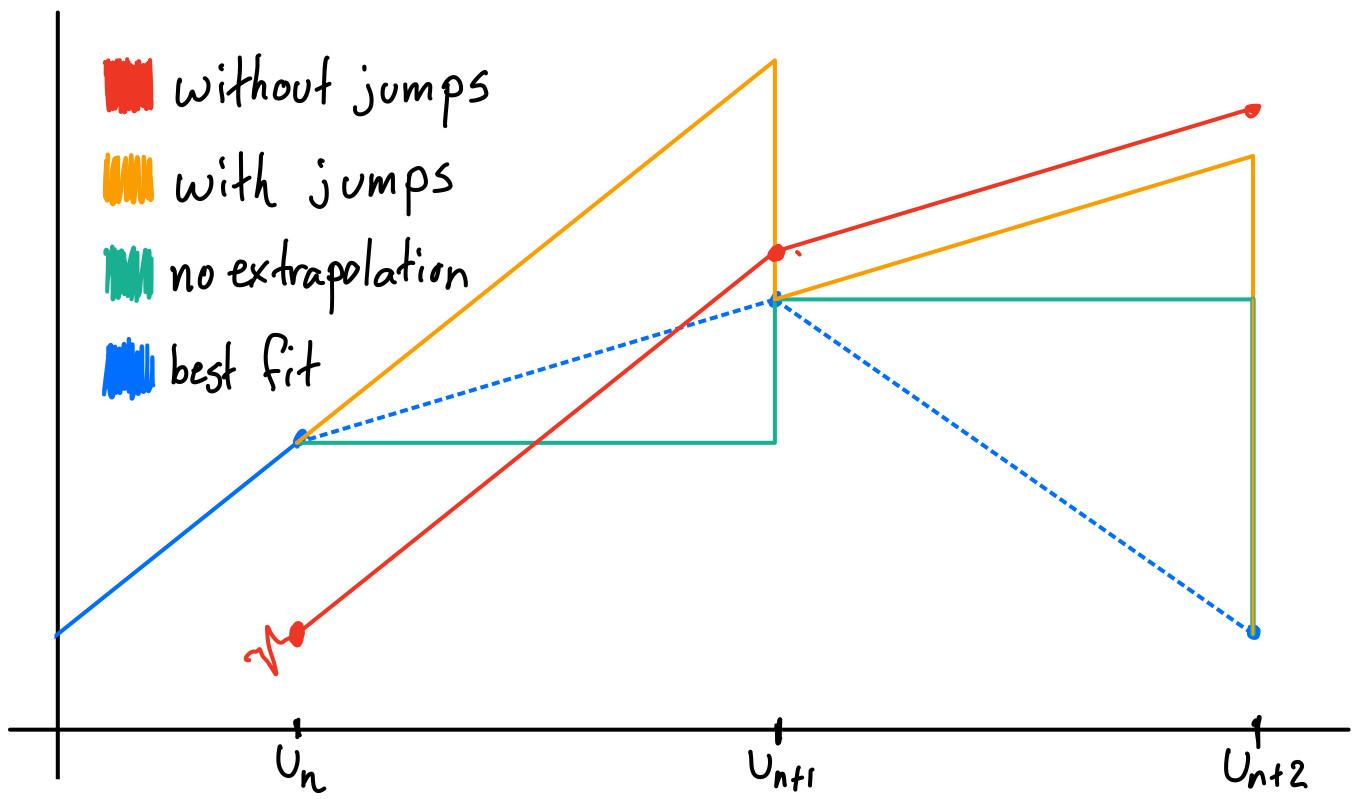 without jumps
with jumps
no extrapolation
best fit
Un Un+1 Un+2